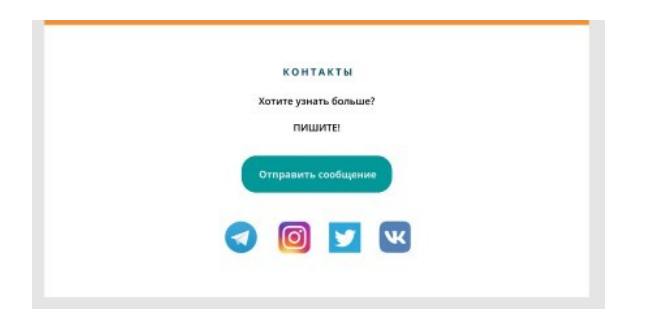 КОНТАКТЫ
Хотите узнать больше?
ПИШИТЕ!
Отправить сообщение